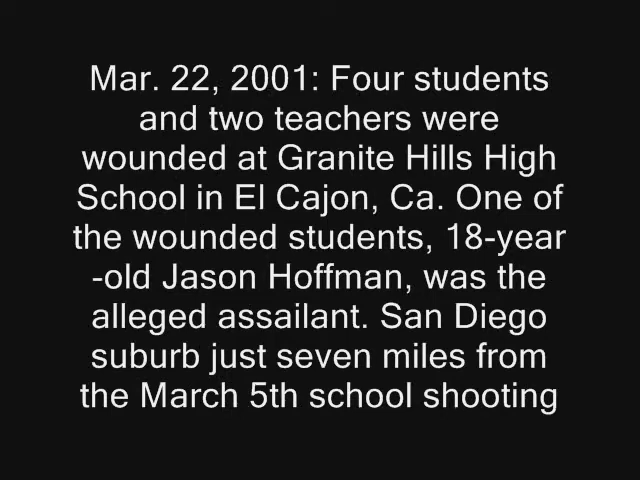 Mar. 22, 2001: Four students
and two teachers were
wounded at Granite Hills High
School in El Cajon, Ca. One of
the wounded students, 18-year
-old Jason Hoffman, was the
alleged assailant. San Diego
suburb just seven miles from
the March 5th school shooting